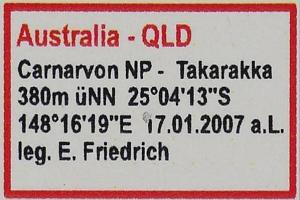 Australia - QLD
Carnarvon NP - Takarakka
380m üNN 25°04'13"S
148°16'19"E 17.01.2007 a.L.
leg. E. Friedrich